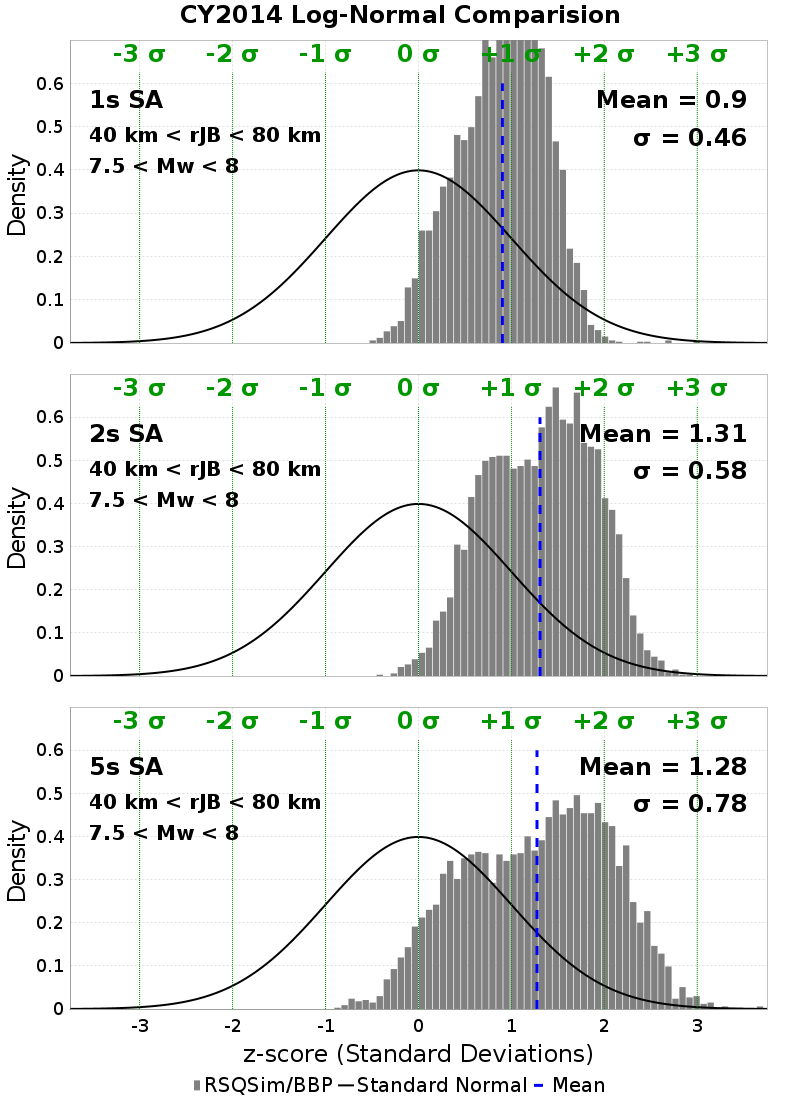 CY2014 Log-Normal Comparision
-3 σ -2 σ -1 σ 0 σ +1 σ +2 σ +3 σ
1s SA
Mean = 0.9
40 km < rJB < 80 km
σ = 0.46
7.5 < Mw < 8
Density
0.6
0.5
0.4
0.3
0.2
0.1
0
-3 σ -2 σ -1 σ 0 σ +1 σ +2 σ +3 σ
2s SA
Mean = 1.31
40 km < rJB < 80 km
σ = 0.58
7.5 < Mw < 8
Density
0.6
0.5
0.4
0.3
0.2
0.1
0
-3 σ -2 σ -1 σ 0 σ +1 σ +2 σ +3 σ
5s SA
Mean = 1.28
40 km < rJB < 80 km
σ = 0.78
7.5 < Mw < 8
Density
0.6
0.5
0.4
0.3
0.2
0.1
0
-3 -2 -1 0 1 2 3
z-score (Standard Deviations)
RSQSim/BBP Standard Normal Mean